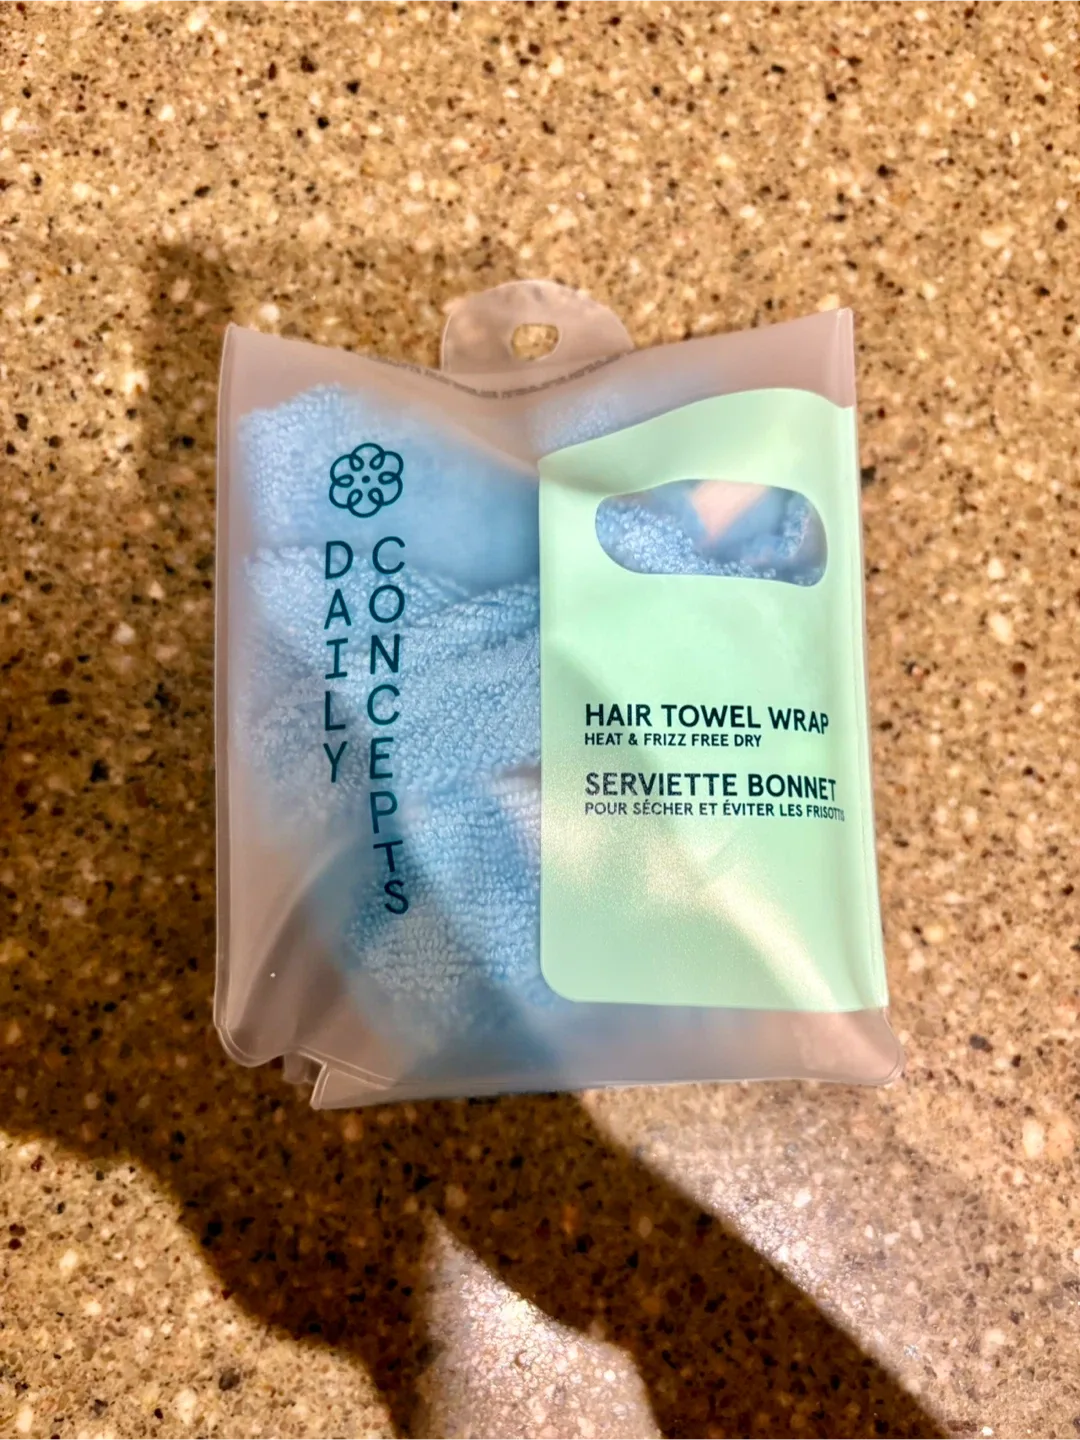 DAILY
CONCEPTS
HAIR TOWEL WRAP
HEAT & FRIZZ FREE DRY
SERVIETTE BONNET
POUR SÉCHER ET ÉVITER LES FRISOTTIS